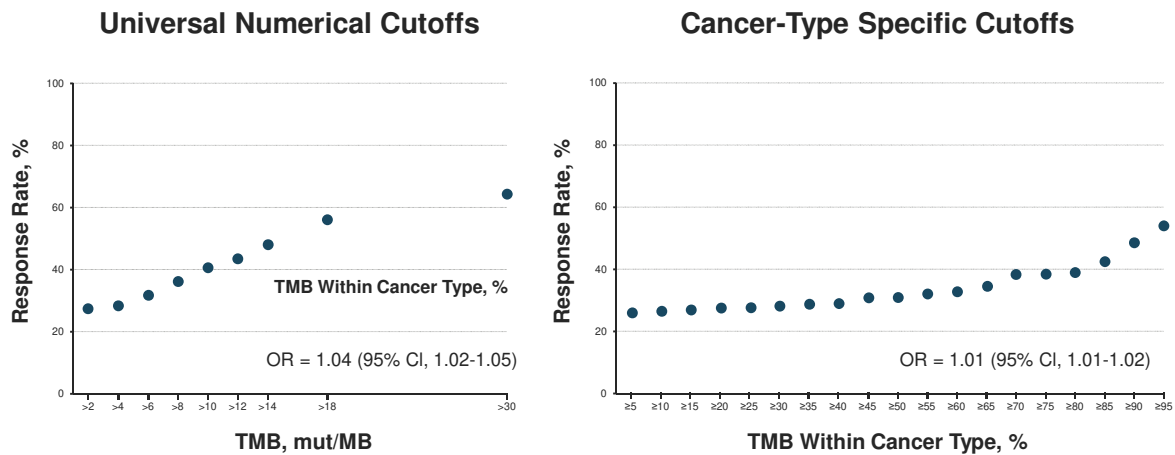 Universal Numerical Cutoffs
Response Rate, %
100
80
60
40
20
0
TMB Within Cancer Type, %
OR = 1.04 (95% CI, 1.02-1.05)
>2 >4 >6 >8 >10 >12 >14 >18 >30
TMB, mut/MB
Cancer-Type Specific Cutoffs
Response Rate, %
100
80
60
40
20
0
OR = 1.01 (95% CI, 1.01-1.02)
≥5 ≥10 ≥15 ≥20 ≥25 ≥30 ≥35 ≥40 ≥45 ≥50 ≥55 ≥60 ≥65 ≥70 ≥75 ≥80 ≥85 ≥90 ≥95
TMB Within Cancer Type, %